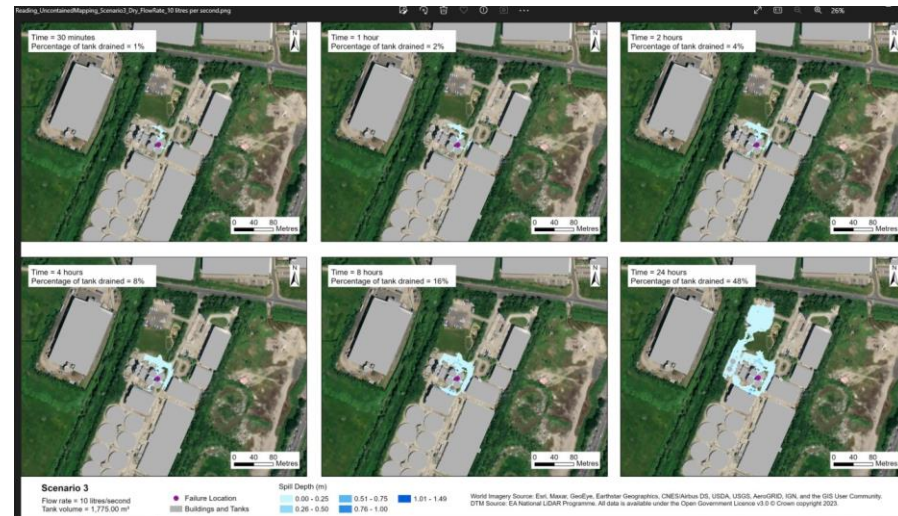 Reading_UncontainedMapping_Scenario3_Dry_FlowRate_10 litres per second.png
26%
Time = 30 minutes
Percentage of tank drained = 1%
N
0 40 80
Metres
Time = 1 hour
Percentage of tank drained = 2%
N
0 40 80
Metres
Time = 2 hours
Percentage of tank drained = 4%
N
0 40 80
Metres
Time = 4 hours
Percentage of tank drained = 8%
N
0 40 80
Metres
Time = 8 hours
Percentage of tank drained = 16%
N
0 40 80
Metres
Time = 24 hours
Percentage of tank drained = 48%
N
0 40 80
Metres
Scenario 3
Flow rate = 10 litres/second
Tank volume = 1,775.00 m³
Failure Location
Buildings and Tanks
Spill Depth (m)
0.00 - 0.25
0.26 - 0.50
0.51 - 0.75
0.76 - 1.00
1.01 - 1.49
World Imagery Source: Esri, Maxar, GeoEye, Earthstar Geographics, CNES/Airbus DS, USDA, USGS, AeroGRID, IGN, and the GIS User Community.
DTM Source: EA National LIDAR Programme. All data is available under the Open Government Licence v3.0 © Crown copyright 2023.